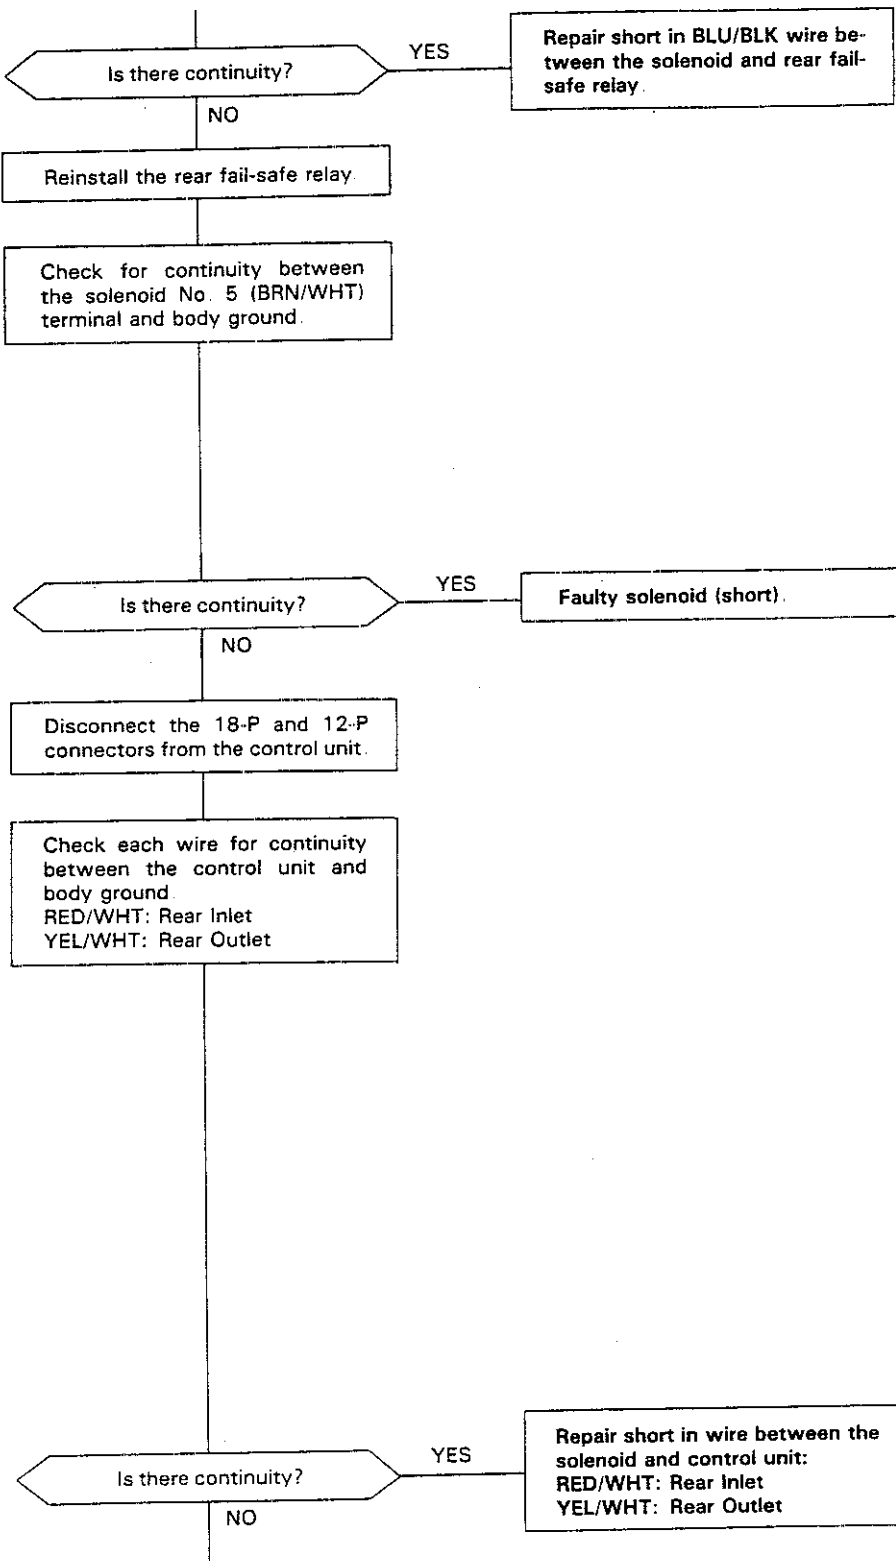 Is there continuity?
YES
Repair short in BLU/BLK wire be-
tween the solenoid and rear fail-
safe relay.
NO
Reinstall the rear fail-safe relay.
Check for continuity between
the solenoid No. 5 (BRN/WHT)
terminal and body ground.
Is there continuity?
YES
Faulty solenoid (short).
NO
Disconnect the 18-P and 12-P
connectors from the control unit.
Check each wire for continuity
between the control unit and
body ground.
RED/WHT: Rear Inlet
YEL/WHT: Rear Outlet
Is there continuity?
YES
Repair short in wire between the
solenoid and control unit:
RED/WHT: Rear Inlet
YEL/WHT: Rear Outlet
NO